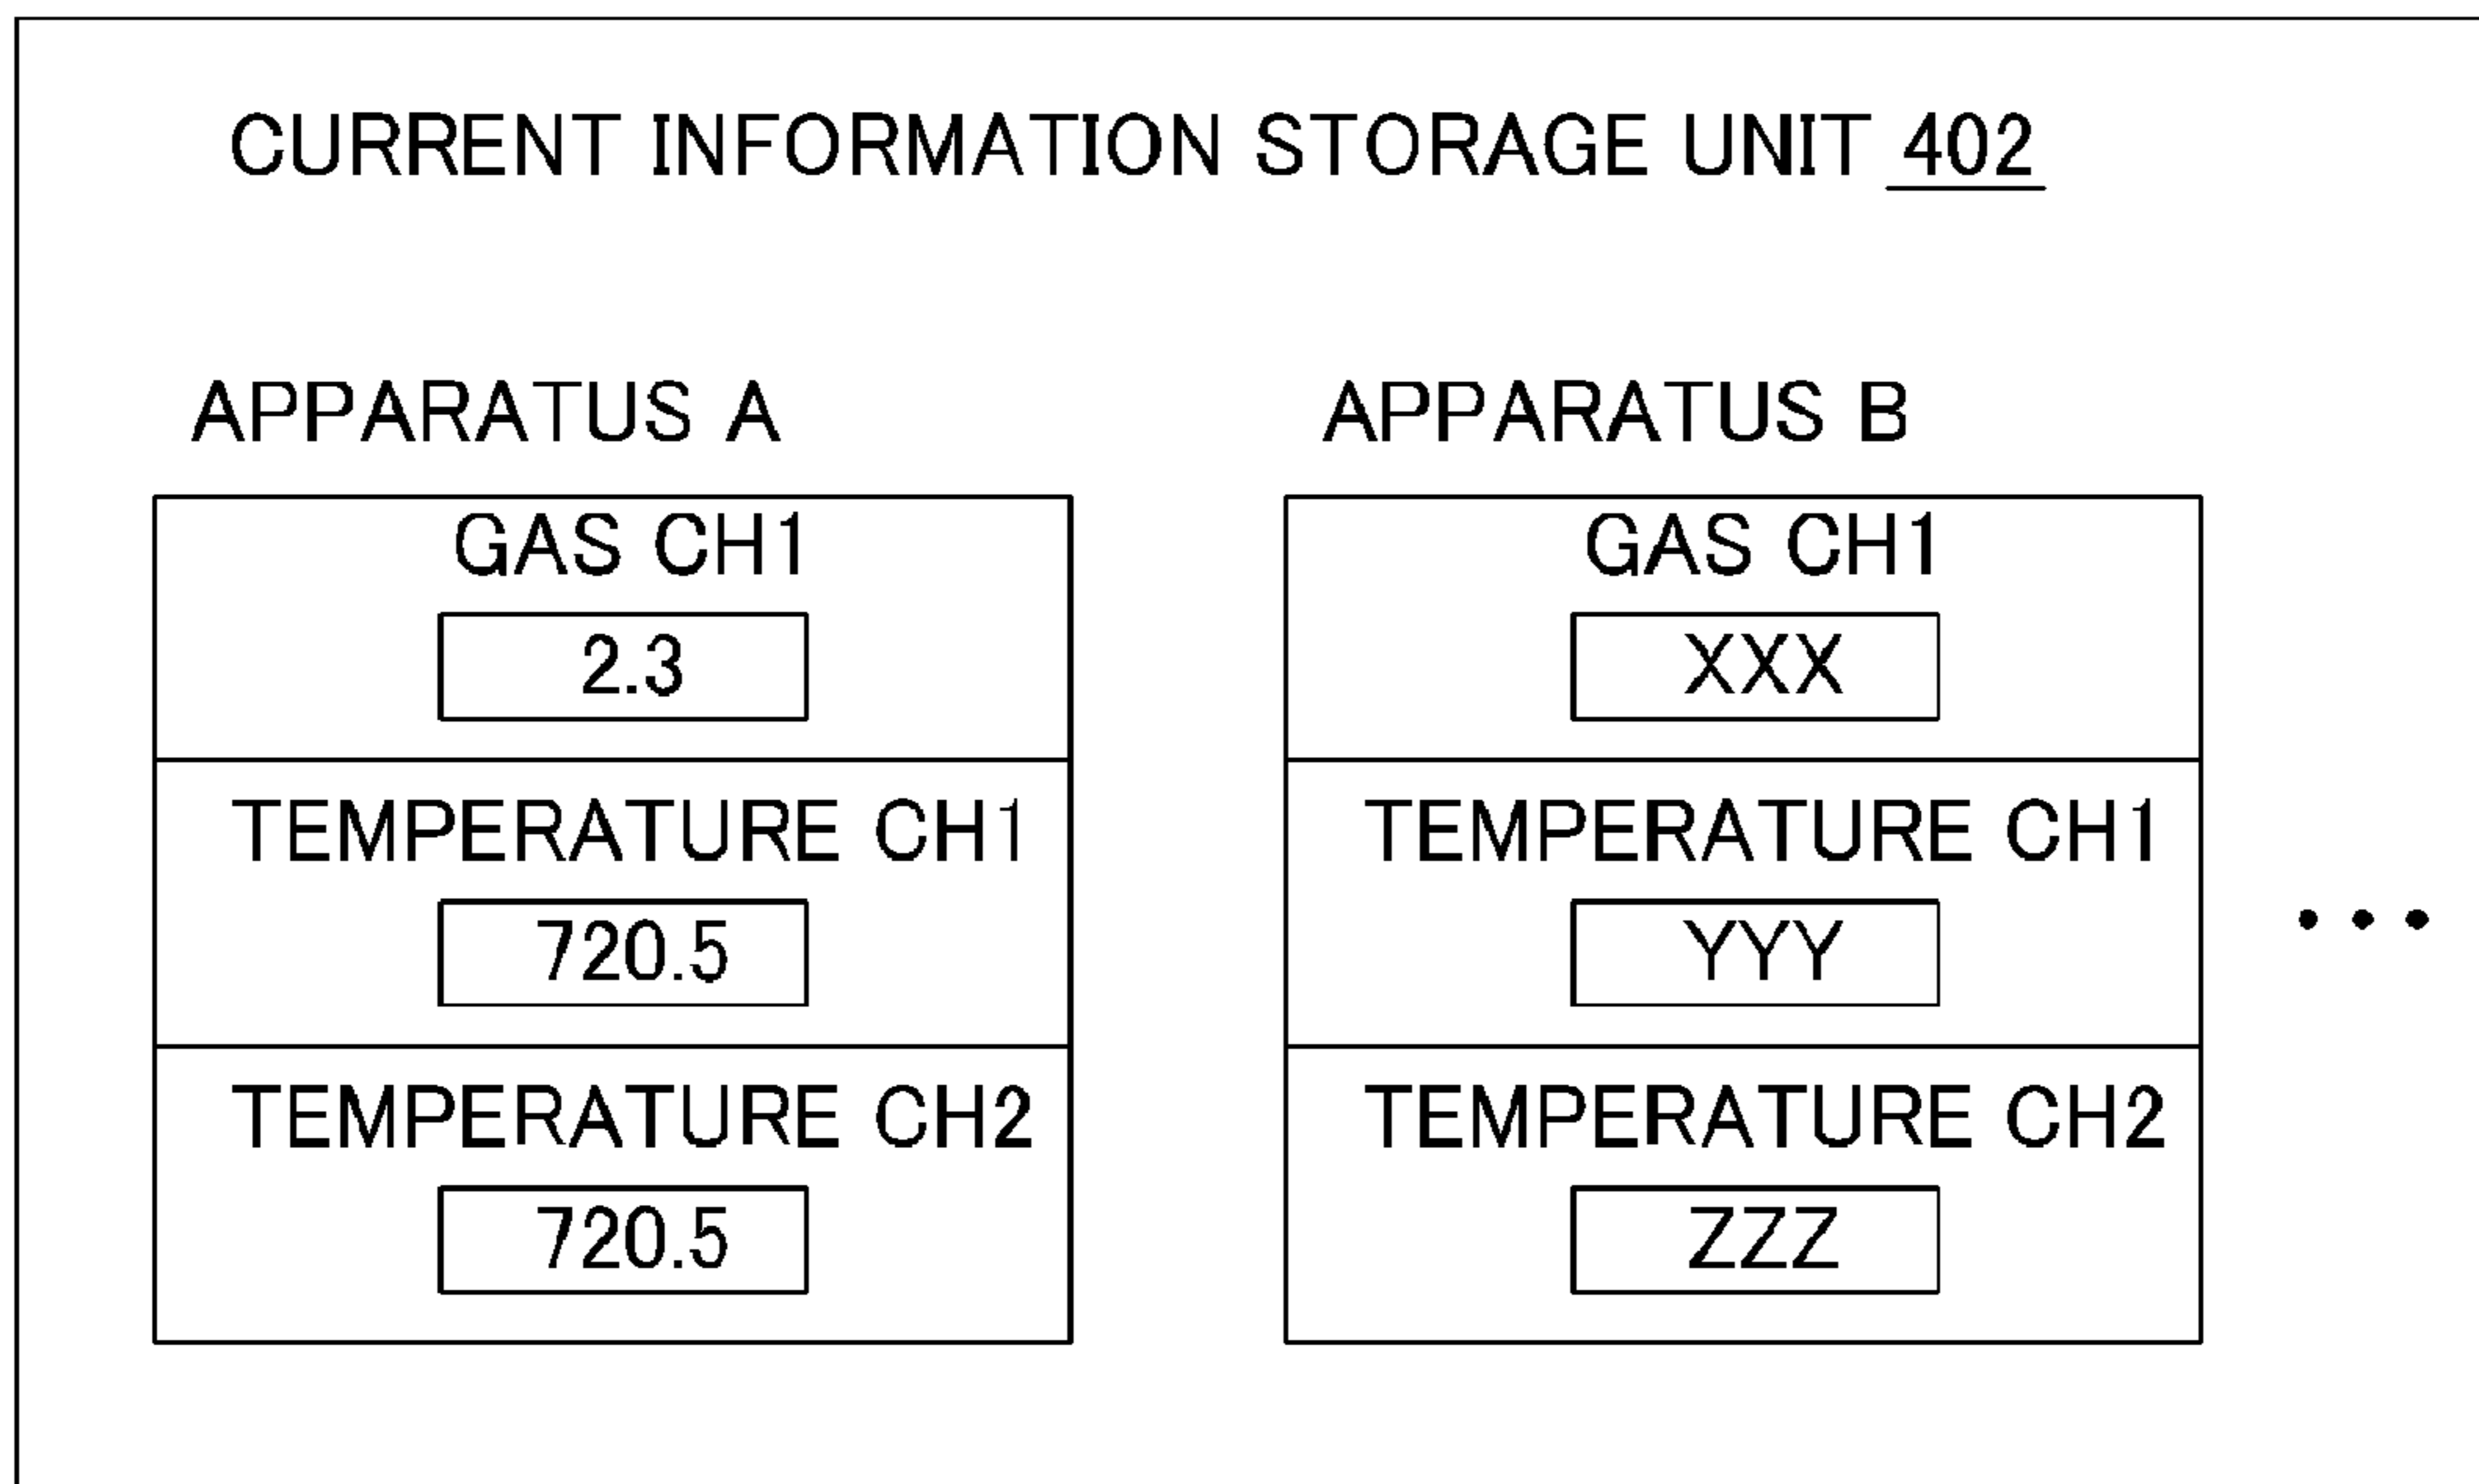 CURRENT INFORMATION STORAGE UNIT 402
APPARATUS A
GAS CH1
2.3
TEMPERATURE CH1
720.5
TEMPERATURE CH2
720.5
APPARATUS B
GAS CH1
XXX
TEMPERATURE CH1
YYY
TEMPERATURE CH2
ZZZ
• • •